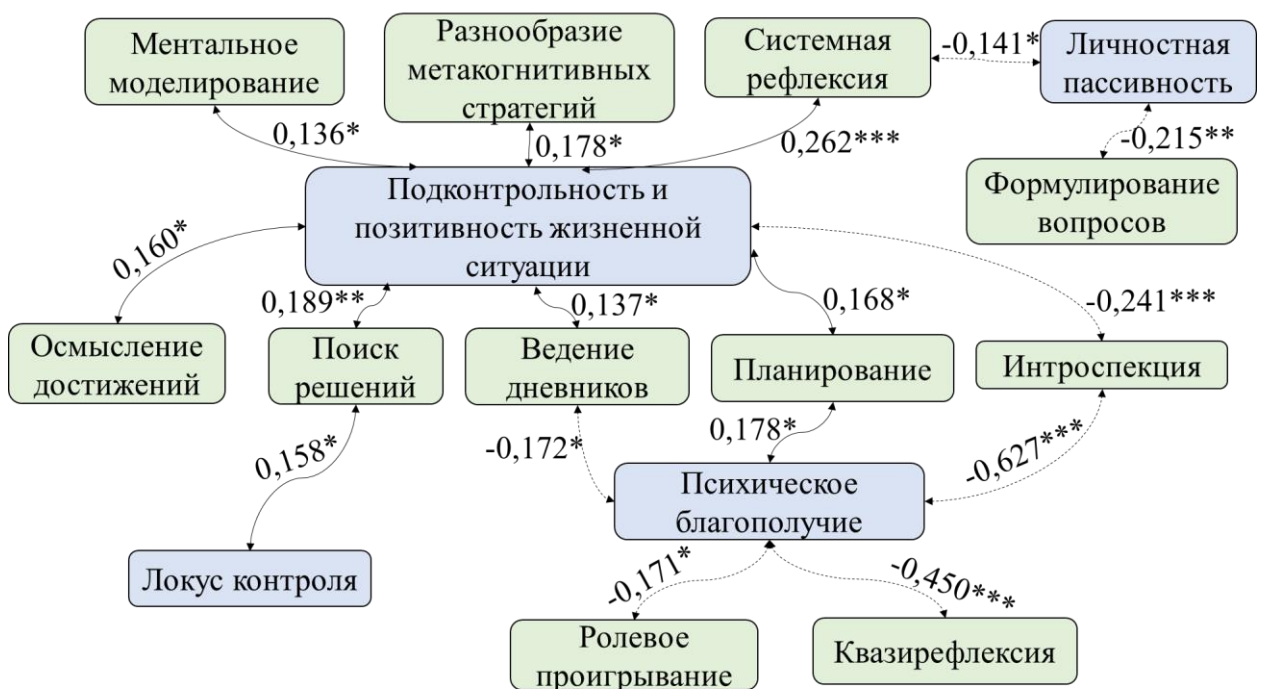 Ментальное
моделирование
Разнообразие
метакогнитивных
стратегий
Системная
рефлексия
-0,141*
Личностная
пассивность
0,136*
0,178*
0,262***
-0,215**
Формулирование
вопросов
Подконтрольность и
позитивность жизненной
ситуации
0,160*
0,189**
0,137*
0,168*
-0,241***
Осмысление
достижений
Поиск
решений
Ведение
дневников
Планирование
Интроспекция
0,158*
-0,172*
0,178*
-0,627***
Психическое
благополучие
Локус контроля
-0,171*
-0,450***
Ролевое
проигрывание
Квазирефлексия